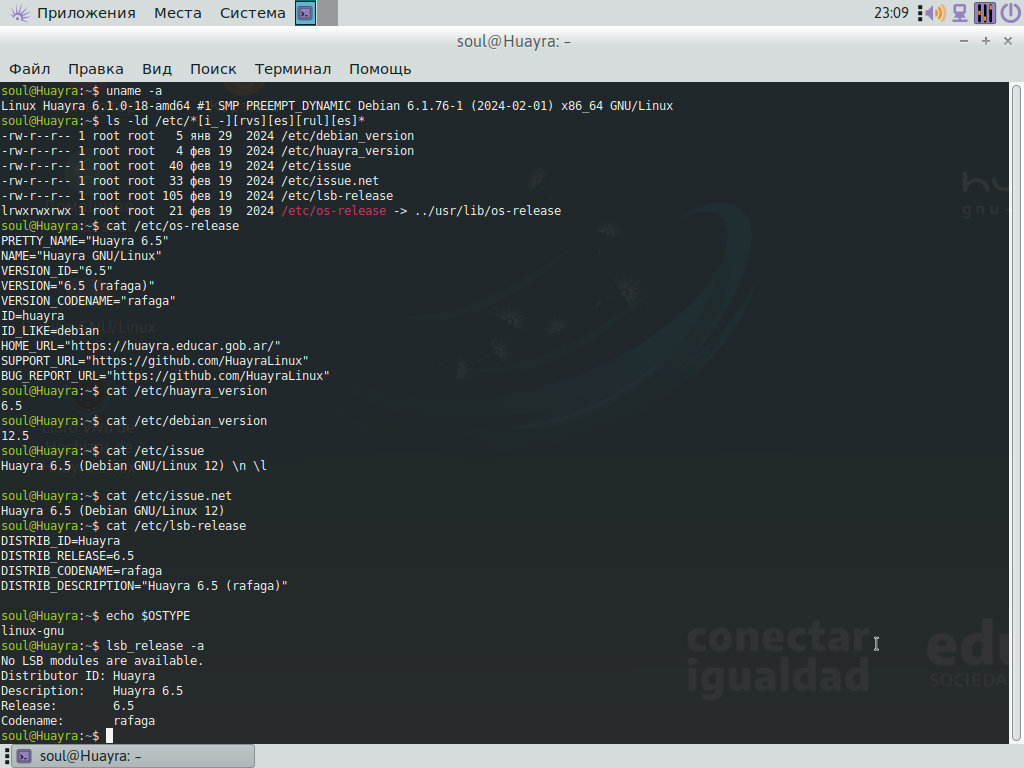 Приложения Места Система 23:09
soul@Huayra: ~
Файл Правка Вид Поиск Терминал Помощь
soul@Huayra:~$ uname -a
Linux Huayra 6.1.0-18-amd64 #1 SMP PREEMPT_DYNAMIC Debian 6.1.76-1 (2024-02-01) x86_64 GNU/Linux
soul@Huayra:~$ ls -ld /etc/*[i_-][rvs][es][rul][es]*
-rw-r--r-- 1 root root   5 янв 29  2024 /etc/debian_version
-rw-r--r-- 1 root root   4 фев 19  2024 /etc/huayra_version
-rw-r--r-- 1 root root  40 фев 19  2024 /etc/issue
-rw-r--r-- 1 root root  33 фев 19  2024 /etc/issue.net
-rw-r--r-- 1 root root 105 фев 19  2024 /etc/lsb-release
lrwxrwxrwx 1 root root  21 фев 19  2024 /etc/os-release -> ../usr/lib/os-release
soul@Huayra:~$ cat /etc/os-release
PRETTY_NAME="Huayra 6.5"
NAME="Huayra GNU/Linux"
VERSION_ID="6.5"
VERSION="6.5 (rafaga)"
VERSION_CODENAME="rafaga"
ID=huayra
ID_LIKE=debian
HOME_URL="https://huayra.educar.gob.ar/"
SUPPORT_URL="https://github.com/HuayraLinux"
BUG_REPORT_URL="https://github.com/HuayraLinux"
soul@Huayra:~$ cat /etc/huayra_version
6.5
soul@Huayra:~$ cat /etc/debian_version
12.5
soul@Huayra:~$ cat /etc/issue
Huayra 6.5 (Debian GNU/Linux 12) \n \l
soul@Huayra:~$ cat /etc/issue.net
Huayra 6.5 (Debian GNU/Linux 12)
soul@Huayra:~$ cat /etc/lsb-release
DISTRIB_ID=Huayra
DISTRIB_RELEASE=6.5
DISTRIB_CODENAME=rafaga
DISTRIB_DESCRIPTION="Huayra 6.5 (rafaga)"
soul@Huayra:~$ echo $OSTYPE
linux-gnu
soul@Huayra:~$ lsb_release -a
No LSB modules are available.
Distributor ID: Huayra
Description:    Huayra 6.5
Release:        6.5
Codename:       rafaga
soul@Huayra:~$
conectar
igualdad
edu
SOCIEDA
soul@Huayra: ~